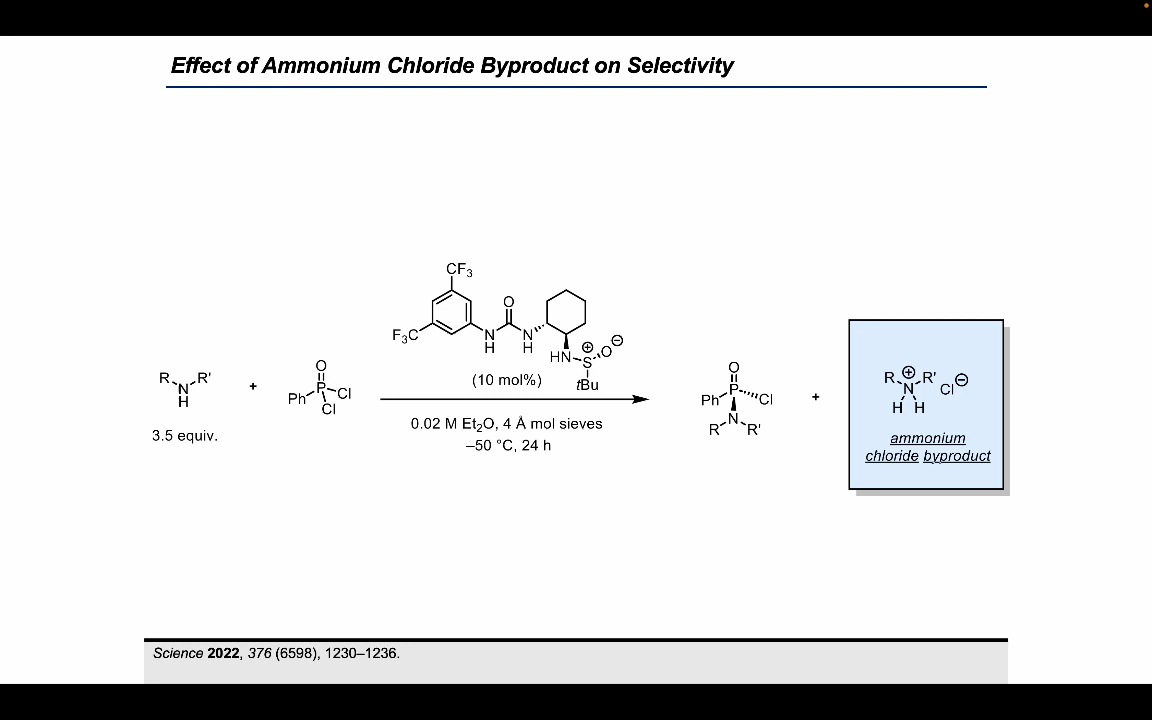 Effect of Ammonium Chloride Byproduct on Selectivity
CF₃
F₃C
O
N
H
N
H
HN
S
⊕
O
⊖
tBu
(10 mol%)
R
N
R'
H
3.5 equiv.
+
O
Ph
P
Cl
Cl
0.02 M Et₂O, 4 Å mol sieves
–50 °C, 24 h
O
Ph
P
Cl
N
R
R'
+
R
⊕
N
R'
H H
Cl
⊖
ammonium
chloride byproduct
Science 2022, 376 (6598), 1230–1236.